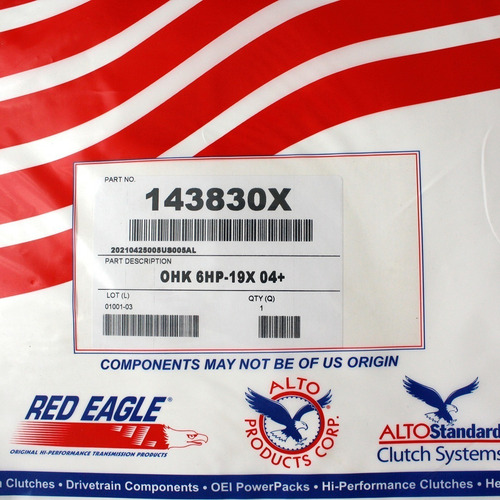 PART NO.
143830X
20210425005US005AL
PART DESCRIPTION
OHK 6HP-19X 04+
LOT (L)
QTY (Q)
01001-03
1
COMPONENTS MAY NOT BE OF US ORIGIN
RED EAGLE®
ORIGINAL HI-PERFORMANCE TRANSMISSION PRODUCTS
ALTO
PRODUCTS CORP.
®
ALTOStandard
Clutch Systems
Clutches • Drivetrain Components • OEI PowerPacks • Hi-Performance Clutches •